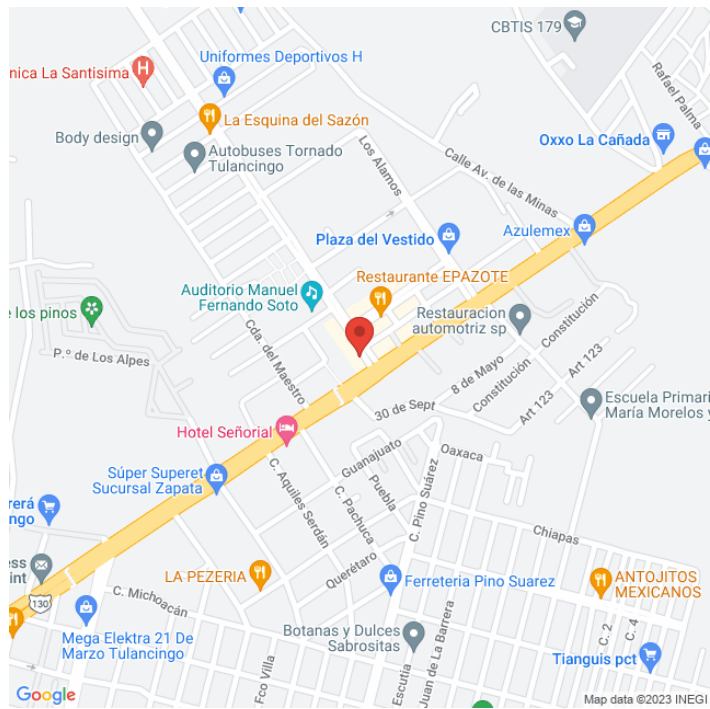 CBTIS 179
Uniformes Deportivos H
nica La Santisima
H
Rafael Palma
La Esquina del Sazón
Oxxo La Cañada
Body design
Los Alamos
Autobuses Tornado
Tulancingo
Calle Av. de las Minas
Azulemex
Plaza del Vestido
Restaurante EPAZOTE
Auditorio Manuel
Fernando Soto
e los pinos
Restauracion
automotriz sp
Constitución
P.º de Los Alpes
Cda. del Maestro
8 de Mayo
Constitución
Art 123
Art 123
30 de Sept
Escuela Primari
María Morelos y
Hotel Señorial
Guanajuato
Oaxaca
Súper Superet
Sucursal Zapata
C. Aquiles Serdán
C. Pachuca
Puebla
C. Pino Suárez
rerá
ngo
Chiapas
ess
int
LA PEZERIA
Querétaro
Ferreteria Pino Suarez
ANTOJITOS
MEXICANOS
130
C. Michoacán
Mega Elektra 21 De
Marzo Tulancingo
Botanas y Dulces
Sabrositas
Juan de La Barrera
C. 2
C. 4
Tianguis pct
Fco Villa
Escutia
Google
Map data ©2023 INEGI